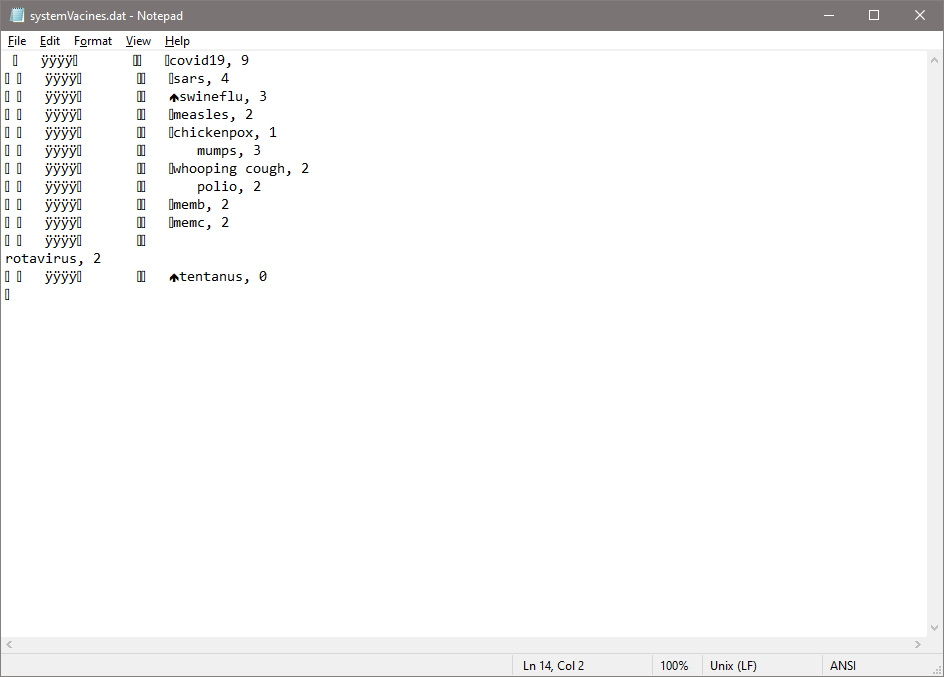 systemVacines.dat - Notepad
File Edit Format View Help
▯ ÿÿÿÿ▯ ▯▯ ▯covid19, 9
▯ ▯ ÿÿÿÿ▯ ▯▯ ▯sars, 4
▯ ▯ ÿÿÿÿ▯ ▯▯ ♠swineflu, 3
▯ ▯ ÿÿÿÿ▯ ▯▯ ▯measles, 2
▯ ▯ ÿÿÿÿ▯ ▯▯ ▯chickenpox, 1
▯ ▯ ÿÿÿÿ▯ ▯▯ mumps, 3
▯ ▯ ÿÿÿÿ▯ ▯▯ ▯whooping cough, 2
▯ ▯ ÿÿÿÿ▯ ▯▯ polio, 2
▯ ▯ ÿÿÿÿ▯ ▯▯ ▯memb, 2
▯ ▯ ÿÿÿÿ▯ ▯▯ ▯memc, 2
▯ ▯ ÿÿÿÿ▯ ▯▯
rotavirus, 2
▯ ▯ ÿÿÿÿ▯ ▯▯ ♠tentanus, 0
▯
Ln 14, Col 2 100% Unix (LF) ANSI